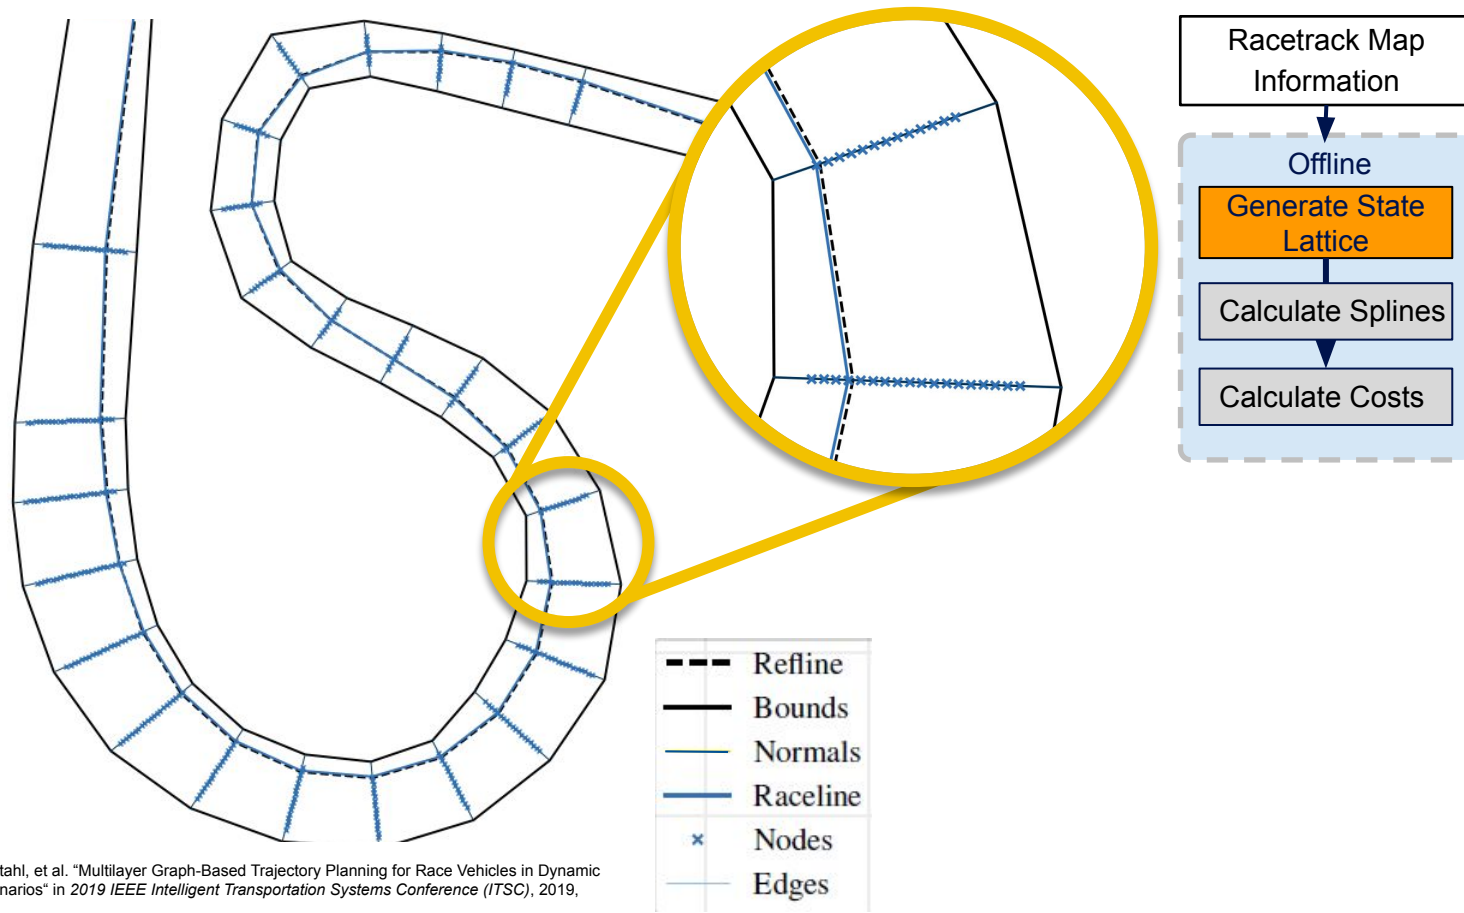 Racetrack Map
Information
Offline
Generate State
Lattice
Calculate Splines
Calculate Costs
Refline
Bounds
Normals
Raceline
Nodes
Edges
tahl, et al. “Multilayer Graph-Based Trajectory Planning for Race Vehicles in Dynamic
narios“ in 2019 IEEE Intelligent Transportation Systems Conference (ITSC), 2019,